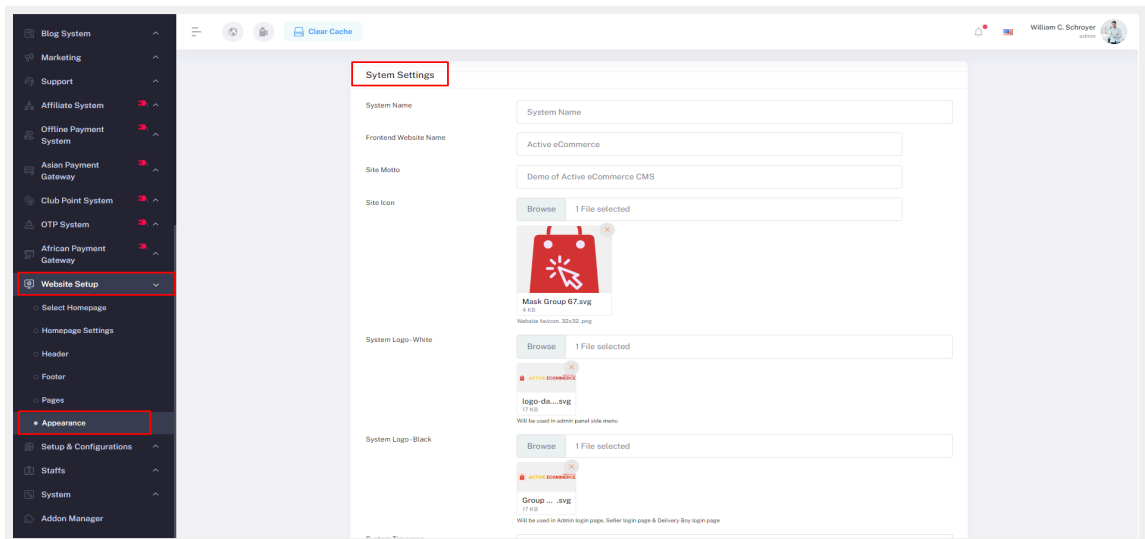 Blog System
Marketing
Support
Affiliate System
Offline Payment
System
Asian Payment
Gateway
Club Point System
OTP System
African Payment
Gateway
Website Setup
Select Homepage
Homepage Settings
Header
Footer
Pages
Appearance
Setup & Configurations
Staffs
System
Addon Manager
Clear Cache
William C. Schroyer
admin
Sytem Settings
System Name
System Name
Frontend Website Name
Active eCommerce
Site Motto
Demo of Active eCommerce CMS
Site Icon
Browse 1 File selected
Mask Group 67.svg
4 KB
Website favicon. 32x32 .png
System Logo - White
Browse 1 File selected
ACTIVE ECOMMERCE
logo-da....svg
17 KB
Will be used in admin panel side menu
System Logo - Black
Browse 1 File selected
ACTIVE ECOMMERCE
Group ... .svg
17 KB
Will be used in Admin login page, Seller login page & Delivery Boy login page
System Timezone